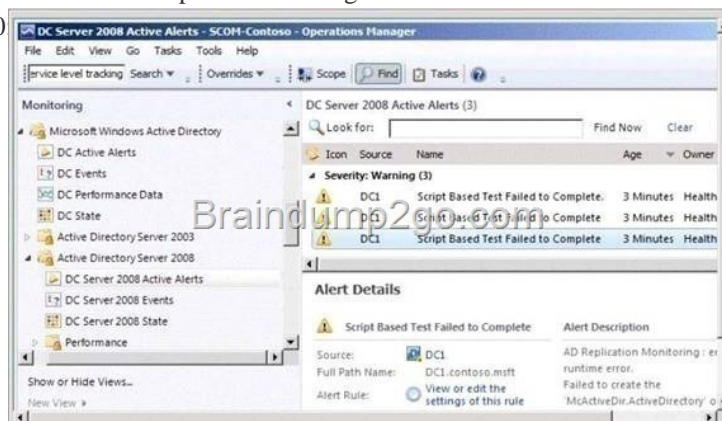 0
DC Server 2008 Active Alerts - SCOM-Contoso - Operations Manager
File Edit View Go Tasks Tools Help
ervice level tracking Search Overrides Scope Find Tasks
Monitoring
Microsoft Windows Active Directory
DC Active Alerts
DC Events
DC Performance Data
DC State
Active Directory Server 2003
Active Directory Server 2008
DC Server 2008 Active Alerts
DC Server 2008 Events
DC Server 2008 State
Performance
Show or Hide Views...
New View
DC Server 2008 Active Alerts (3)
Look for: Find Now Clear
Icon Source Name Age Owner
Severity: Warning (3)
DC1 Script Based Test Failed to Complete. 3 Minutes Health
DC1 Script Based Test Failed to Complete 3 Minutes Health
DC1 Script Based Test Failed to Complete 3 Minutes Health
Braindump2go.com
Alert Details
Script Based Test Failed to Complete
Source: DC1
Full Path Name: DC1.contoso.msft
Alert Rule: View or edit the
settings of this rule
Alert Description
AD Replication Monitoring : er
runtime error.
Failed to create the
'McActiveDir.ActiveDirectory' o